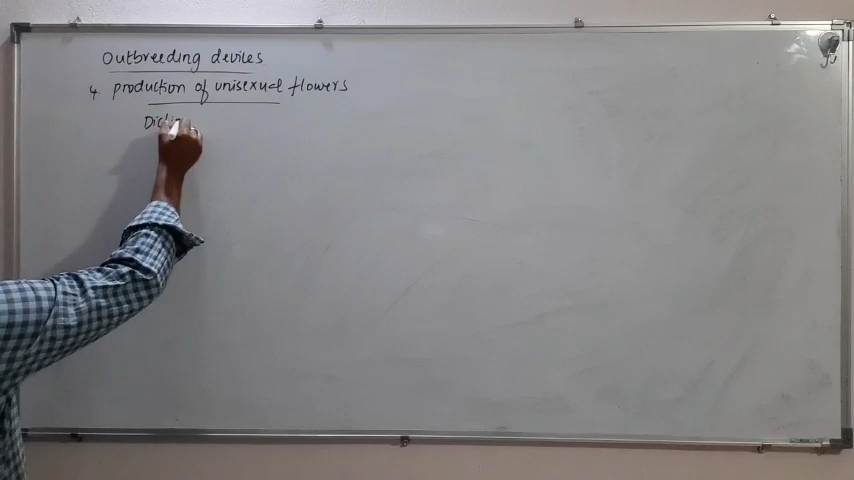 Outbreeding devices
4. production of unisexual flowers